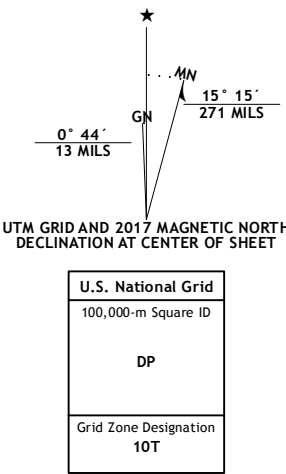 ★
MN
15° 15´
271 MILS
GN
0° 44´
13 MILS
UTM GRID AND 2017 MAGNETIC NORTH
DECLINATION AT CENTER OF SHEET
U.S. National Grid
100,000-m Square ID
DP
Grid Zone Designation
10T